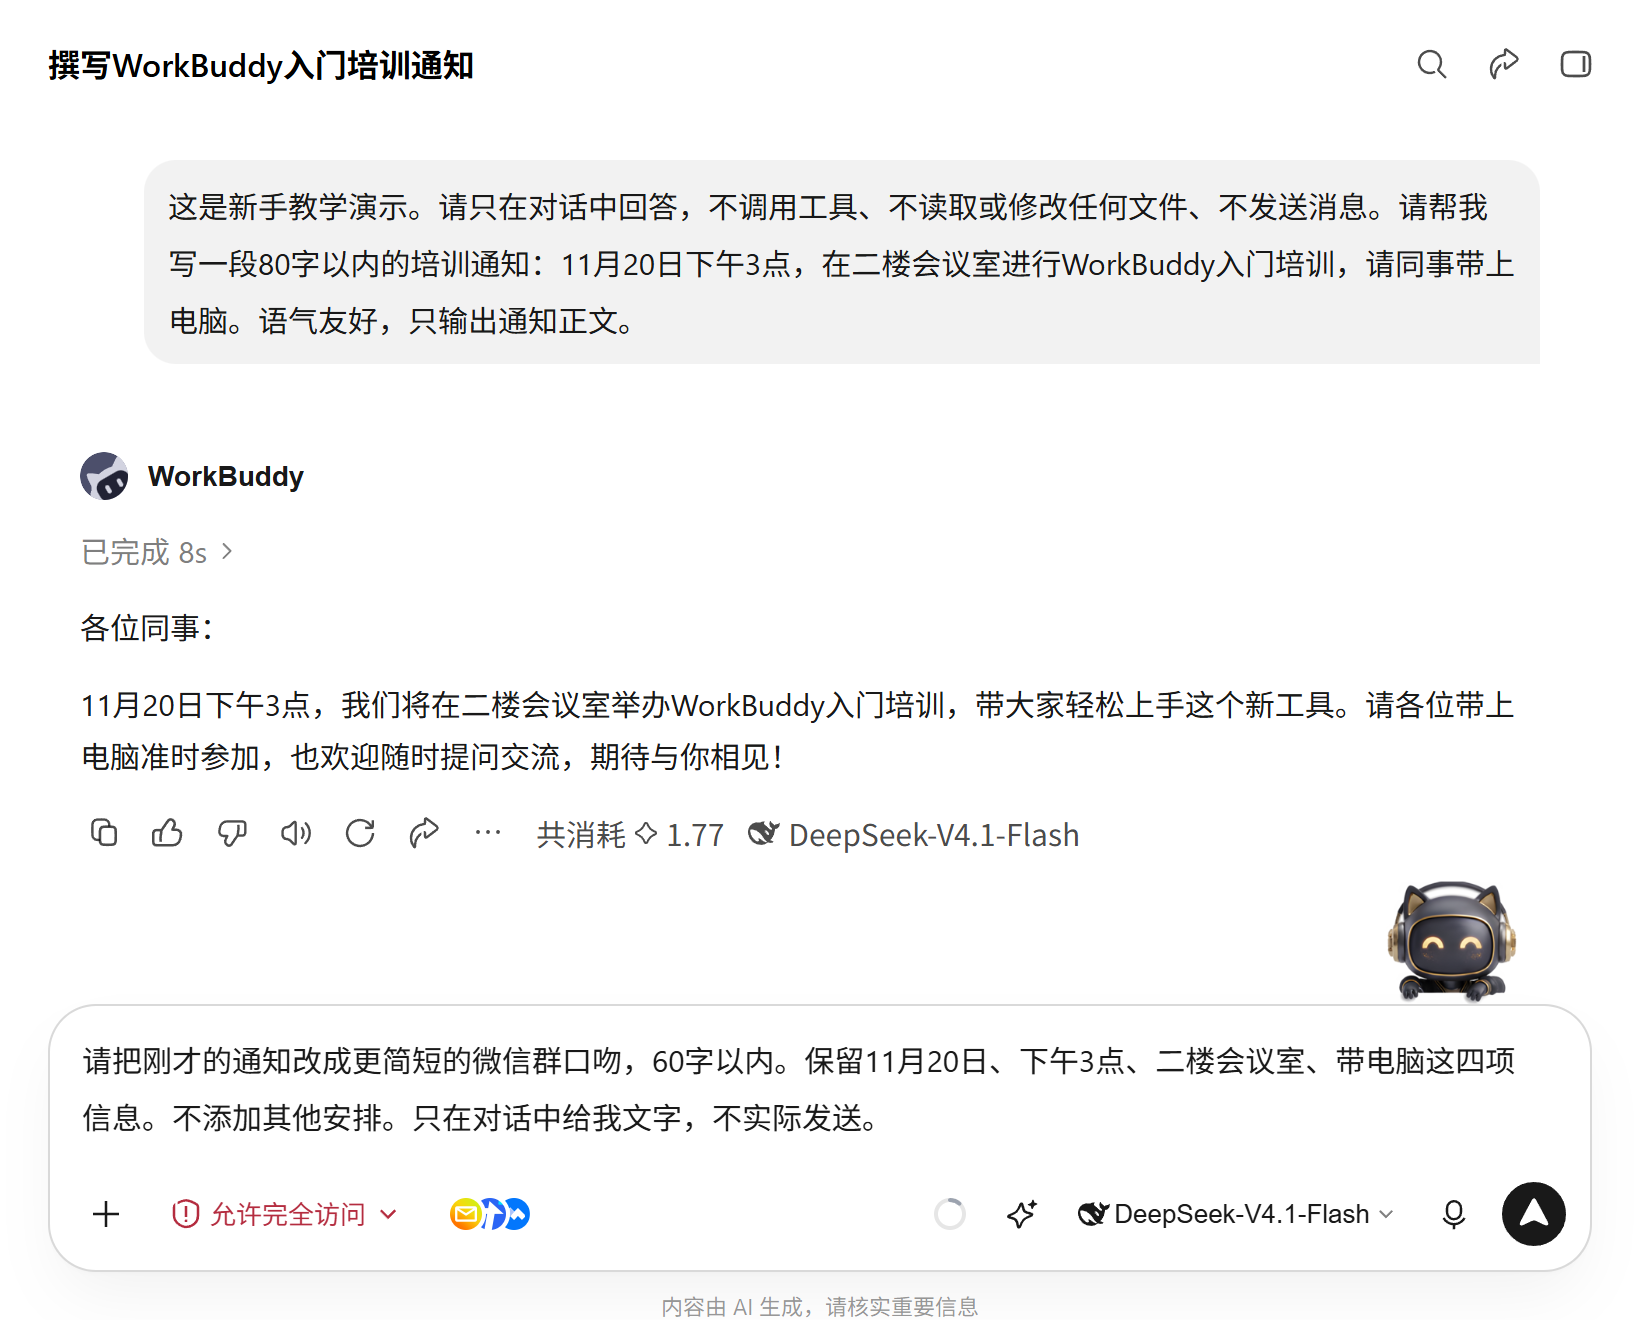 撰写WorkBuddy入门培训通知
这是新手教学演示。请只在对话中回答，不调用工具、不读取或修改任何文件、不发送消息。请帮我
写一段80字以内的培训通知：11月20日下午3点，在二楼会议室进行WorkBuddy入门培训，请同事带上
电脑。语气友好，只输出通知正文。
WorkBuddy
已完成 8s
各位同事：
11月20日下午3点，我们将在二楼会议室举办WorkBuddy入门培训，带大家轻松上手这个新工具。请各位带上
电脑准时参加，也欢迎随时提问交流，期待与你相见！
共消耗 1.77 DeepSeek-V4.1-Flash
请把刚才的通知改成更简短的微信群口吻，60字以内。保留11月20日、下午3点、二楼会议室、带电脑这四项
信息。不添加其他安排。只在对话中给我文字，不实际发送。
允许完全访问 DeepSeek-V4.1-Flash
内容由 AI 生成，请核实重要信息